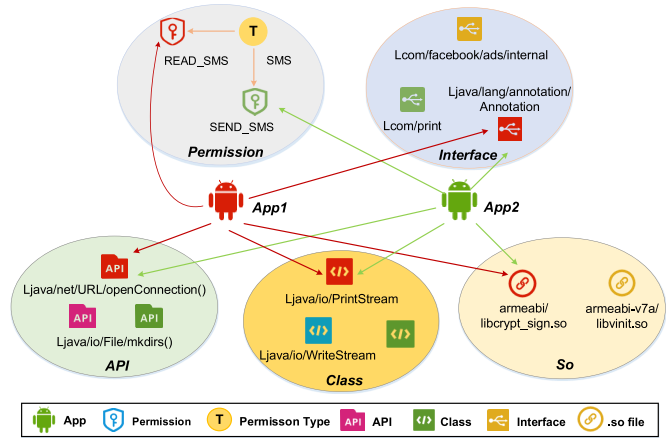 T
Lcom/facebook/ads/internal
READ_SMS
SMS
Ljava/lang/annotation/
Annotation
Lcom/print
SEND_SMS
Permission
Interface
App1
App2
API
Ljava/net/URL/openConnection()
API
API
Ljava/io/File/mkdirs()
API
Ljava/io/PrintStream
Ljava/io/WriteStream
Class
armeabi/
libcrypt_sign.so
armeabi-v7a/
libvinit.so
So
App
Permission
T
Permisson Type
API
API
Class
Interface
.so file